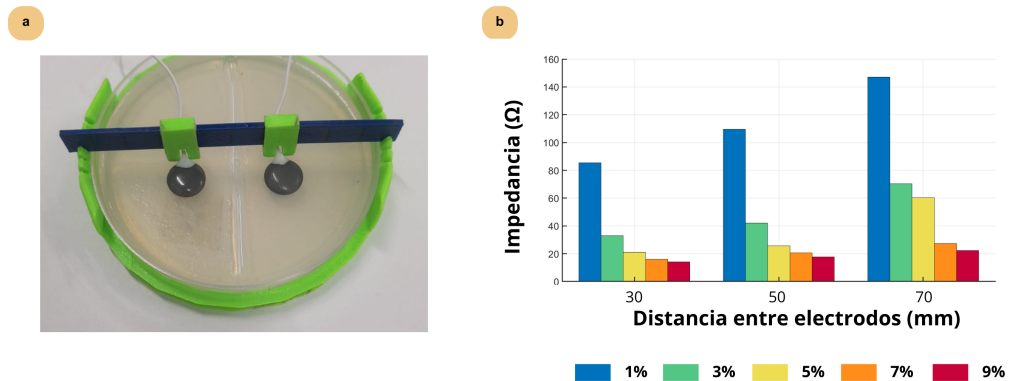 a
b
Impedancia (Ω)
160
140
120
100
80
60
40
20
0
30 50 70
Distancia entre electrodos (mm)
1% 3% 5% 7% 9%